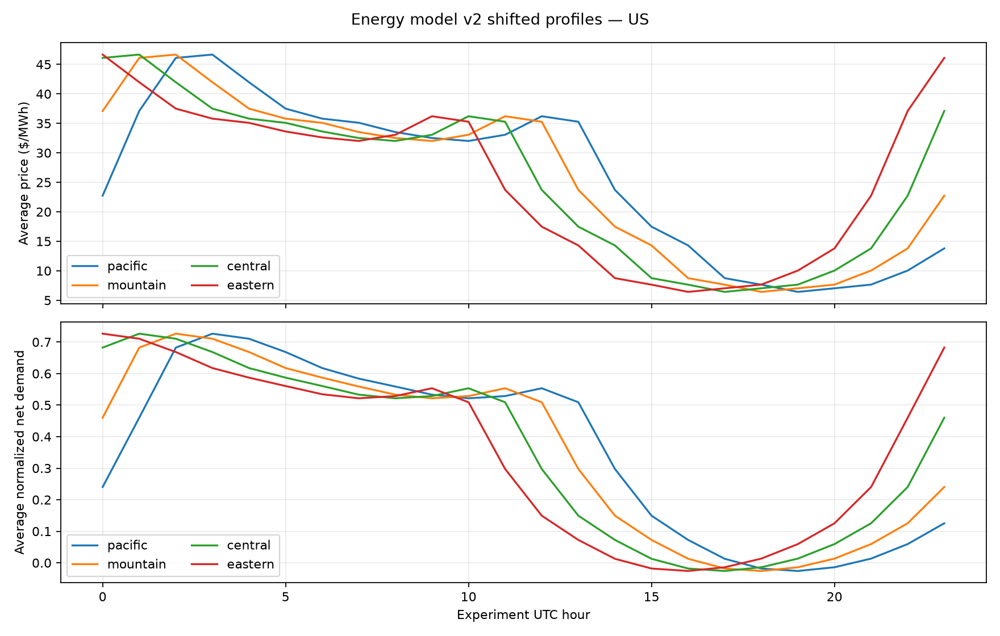 Energy model v2 shifted profiles — US
Average price ($/MWh)
45
40
35
30
25
20
15
10
5
pacific
mountain
central
eastern
Average normalized net demand
0.7
0.6
0.5
0.4
0.3
0.2
0.1
0.0
pacific
mountain
central
eastern
0 5 10 15 20
Experiment UTC hour